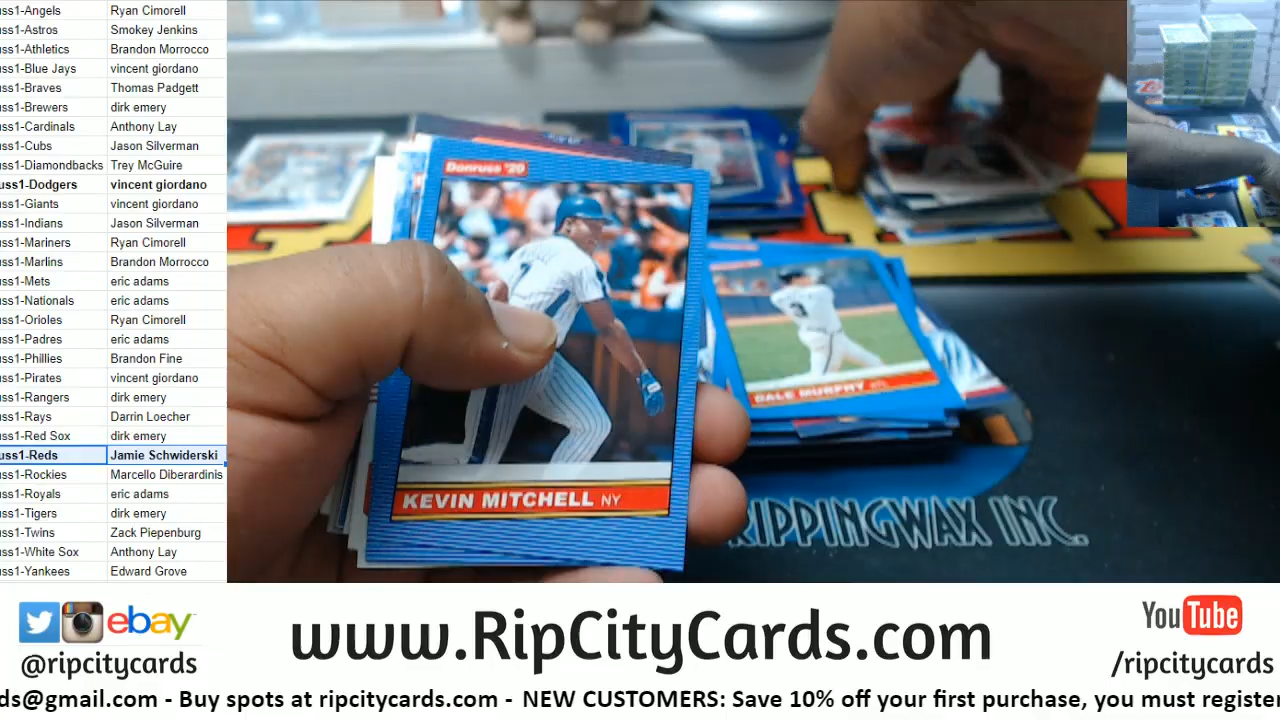 uss1-Angels Ryan Cimorell
uss1-Astros Smokey Jenkins
uss1-Athletics Brandon Morrocco
uss1-Blue Jays vincent giordano
uss1-Braves Thomas Padgett
uss1-Brewers dirk emery
uss1-Cardinals Anthony Lay
uss1-Cubs Jason Silverman
uss1-Diamondbacks Trey McGuire
uss1-Dodgers vincent giordano
uss1-Giants vincent giordano
uss1-Indians Jason Silverman
uss1-Mariners Ryan Cimorell
uss1-Marlins Brandon Morrocco
uss1-Mets eric adams
uss1-Nationals eric adams
uss1-Orioles Ryan Cimorell
uss1-Padres eric adams
uss1-Phillies Brandon Fine
uss1-Pirates vincent giordano
uss1-Rangers dirk emery
uss1-Rays Darrin Loecher
uss1-Red Sox dirk emery
uss1-Reds Jamie Schwiderski
uss1-Rockies Marcello Diberardinis
uss1-Royals eric adams
uss1-Tigers dirk emery
uss1-Twins Zack Piepenburg
uss1-White Sox Anthony Lay
uss1-Yankees Edward Grove
Donruss '20
KEVIN MITCHELL NY
Donruss
DALE MURPHY ATL
RIPPINGWAX INC.
ebay
@ripcitycards
www.RipCityCards.com
YouTube
/ripcitycards
ds@gmail.com - Buy spots at ripcitycards.com - NEW CUSTOMERS: Save 10% off your first purchase, you must register